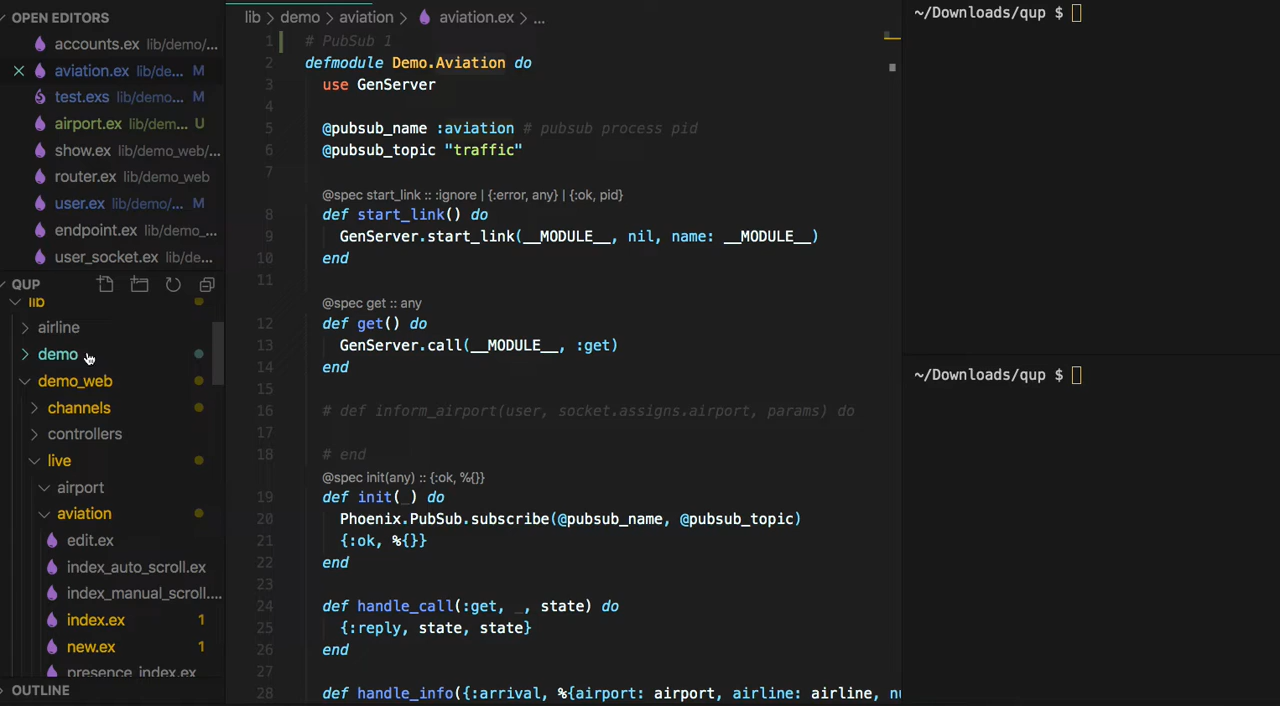 OPEN EDITORS
accounts.ex lib/demo/...
aviation.ex lib/de... M
test.exs lib/demo... M
airport.ex lib/dem... U
show.ex lib/demo_web/...
router.ex lib/demo_web
user.ex lib/demo/... M
endpoint.ex lib/demo_...
user_socket.ex lib/de...
QUP
lib
airline
demo
demo_web
channels
controllers
live
airport
aviation
edit.ex
index_auto_scroll.ex
index_manual_scroll....
index.ex 1
new.ex 1
presence_index.ex
OUTLINE
lib > demo > aviation > aviation.ex > ...
1 # PubSub 1
2 defmodule Demo.Aviation do
3 use GenServer
4
5 @pubsub_name :aviation # pubsub process pid
6 @pubsub_topic "traffic"
7
@spec start_link :: :ignore | {:error, any} | {:ok, pid}
8 def start_link() do
9 GenServer.start_link(__MODULE__, nil, name: __MODULE__)
10 end
11
@spec get :: any
12 def get() do
13 GenServer.call(__MODULE__, :get)
14 end
15
16 # def inform_airport(user, socket.assigns.airport, params) do
17
18 # end
@spec init(any) :: {:ok, %{}}
19 def init(_) do
20 Phoenix.PubSub.subscribe(@pubsub_name, @pubsub_topic)
21 {:ok, %{}}
22 end
23
24 def handle_call(:get, _, state) do
25 {:reply, state, state}
26 end
27
28 def handle_info({:arrival, %{airport: airport, airline: airline,
~/Downloads/qup $
~/Downloads/qup $